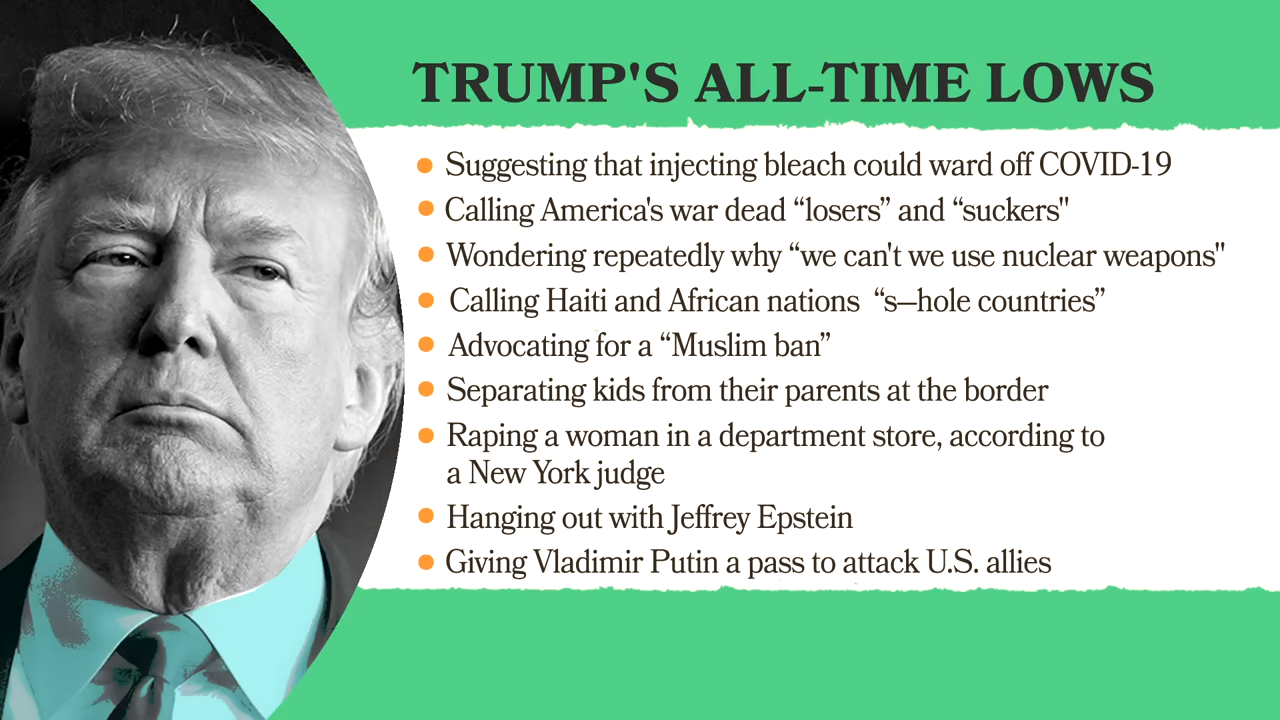 TRUMP'S ALL-TIME LOWS
Suggesting that injecting bleach could ward off COVID-19
Calling America's war dead “losers” and “suckers"
Wondering repeatedly why “we can't we use nuclear weapons"
Calling Haiti and African nations “s—hole countries”
Advocating for a “Muslim ban”
Separating kids from their parents at the border
Raping a woman in a department store, according to
a New York judge
Hanging out with Jeffrey Epstein
Giving Vladimir Putin a pass to attack U.S. allies